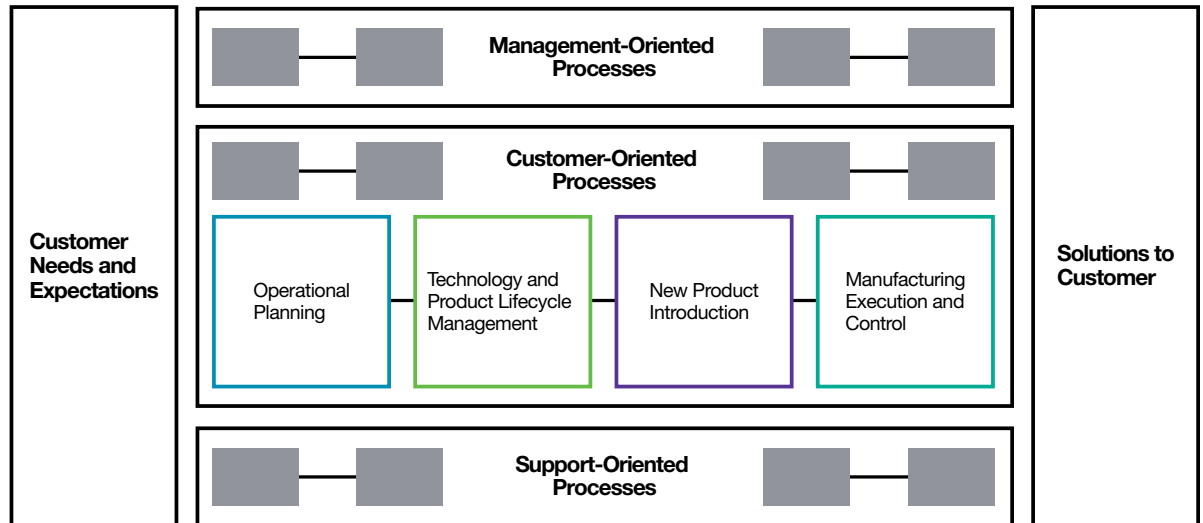 Management-Oriented
Processes
Customer-Oriented
Processes
Customer
Needs and
Expectations
Operational
Planning
Technology and
Product Lifecycle
Management
New Product
Introduction
Manufacturing
Execution and
Control
Solutions to
Customer
Support-Oriented
Processes